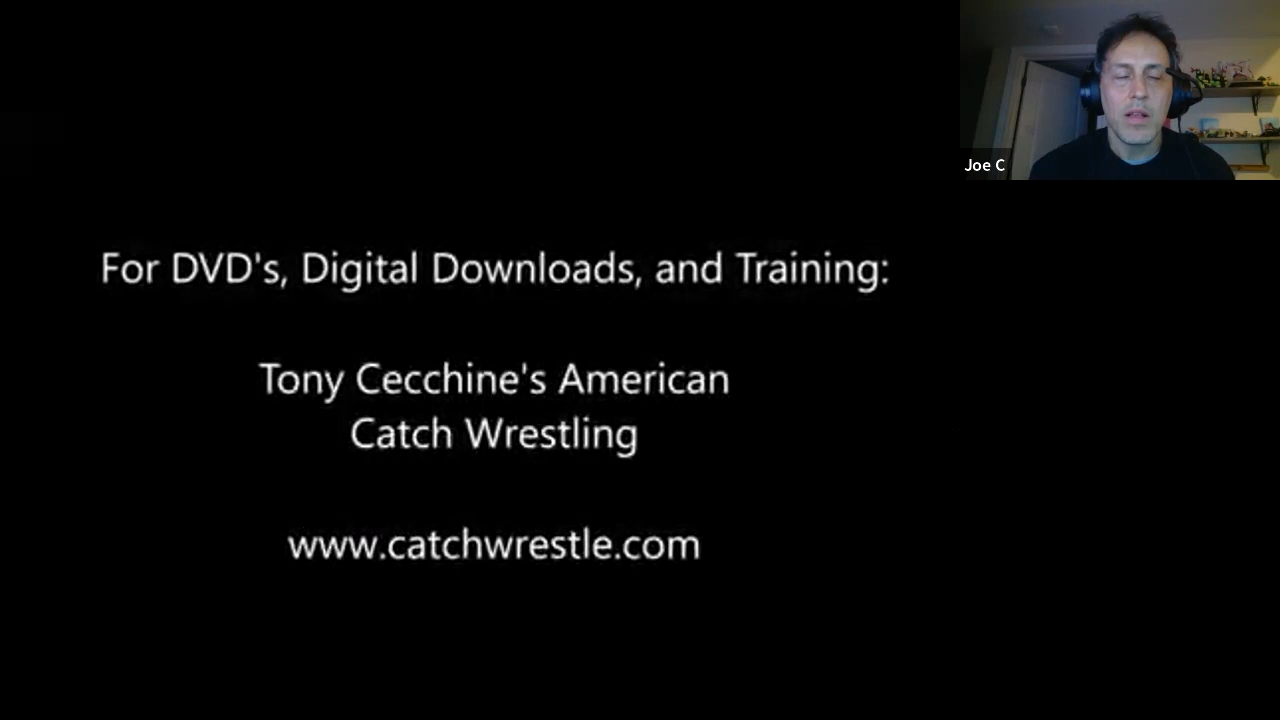 Joe C
For DVD's, Digital Downloads, and Training:
Tony Cecchine's American
Catch Wrestling
www.catchwrestle.com